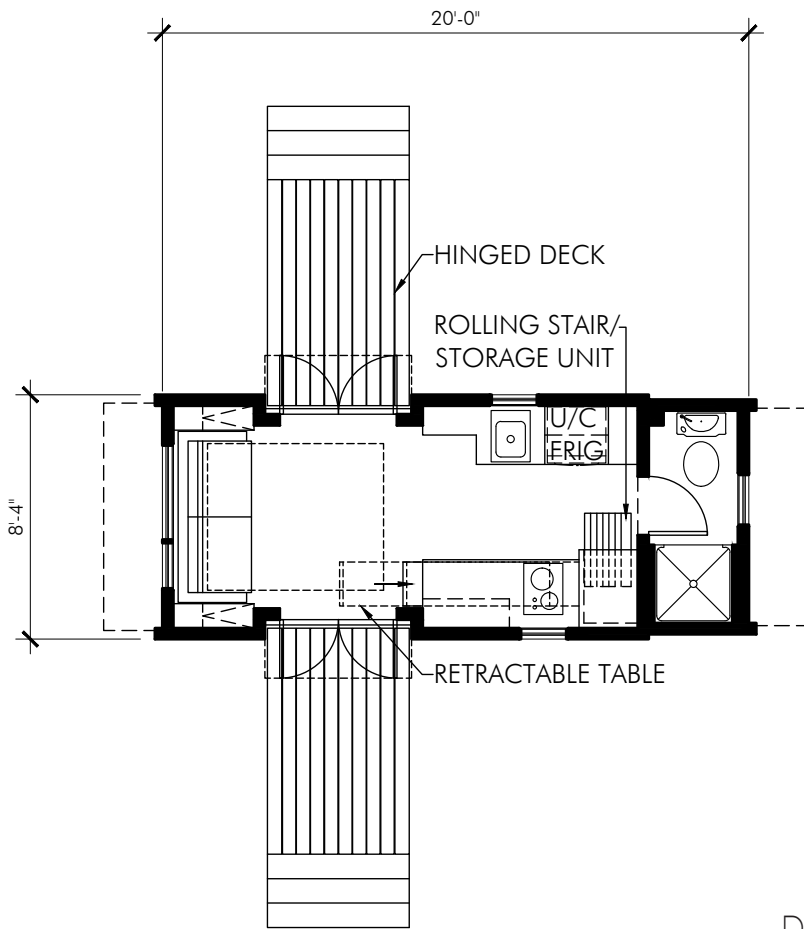 20'-0"
HINGED DECK
ROLLING STAIR/
STORAGE UNIT
U/C
FRIG
8'-4"
RETRACTABLE TABLE
D